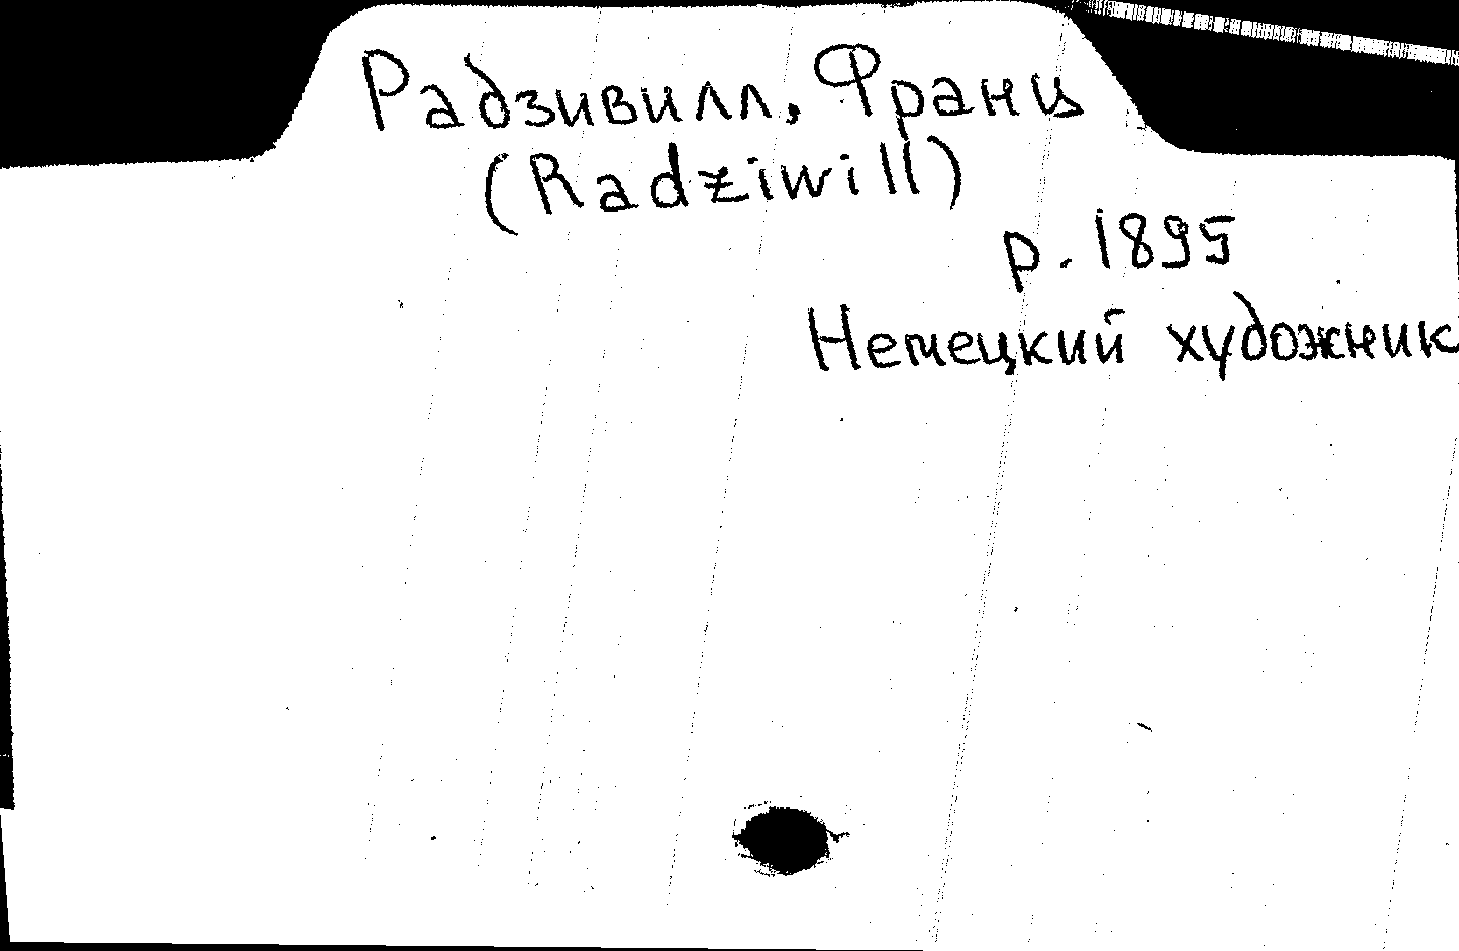 Радзивилл, Франц
(Radziwill)
р. 1895
Немецкий художник